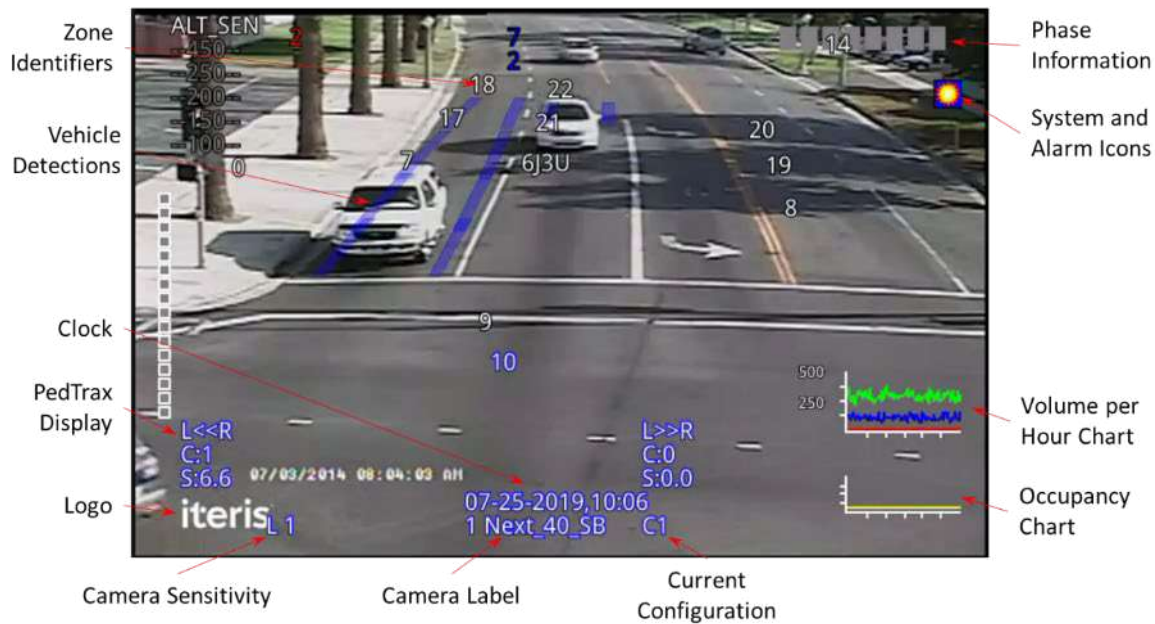 Zone
Identifiers
Vehicle
Detections
Clock
PedTrax
Display
Logo
Camera Sensitivity
Camera Label
Current
Configuration
Phase
Information
System and
Alarm Icons
Volume per
Hour Chart
Occupancy
Chart
ALT_SEN
450
250
200
150
100
0
2
7
2
14
18
22
17
21
20
7
6J3U
19
8
9
10
500
250
L<<R
C:1
S:6.6
L>>R
C:0
S:0.0
07/03/2014 08:04:03 AM
07-25-2019,10:06
iteris
L 1
1 Next_40_SB
C1